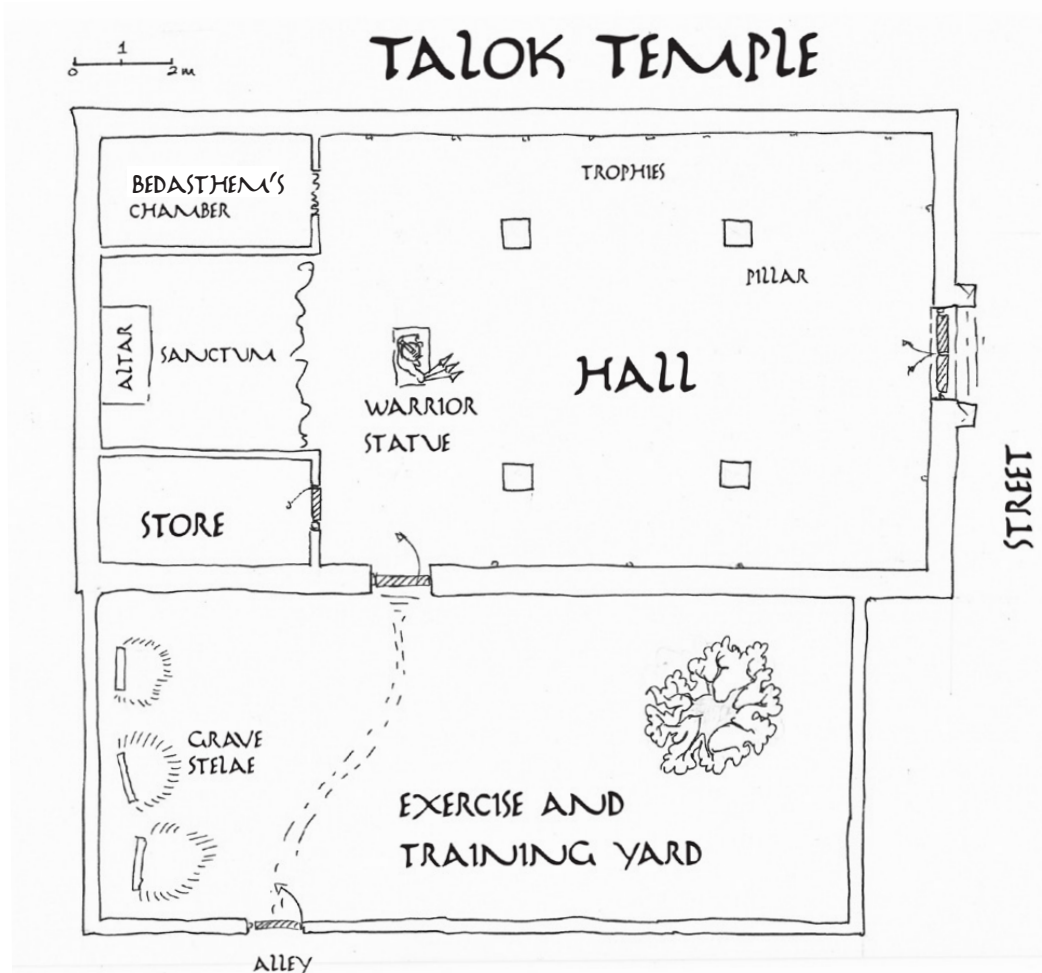 1
0 2m
TALOK TEMPLE
BEDASTHEM'S
CHAMBER
TROPHIES
PILLAR
ALTAR
SANCTUM
HALL
WARRIOR
STATUE
STREET
STORE
GRAVE
STELAE
EXERCISE AND
TRAINING YARD
ALLEY